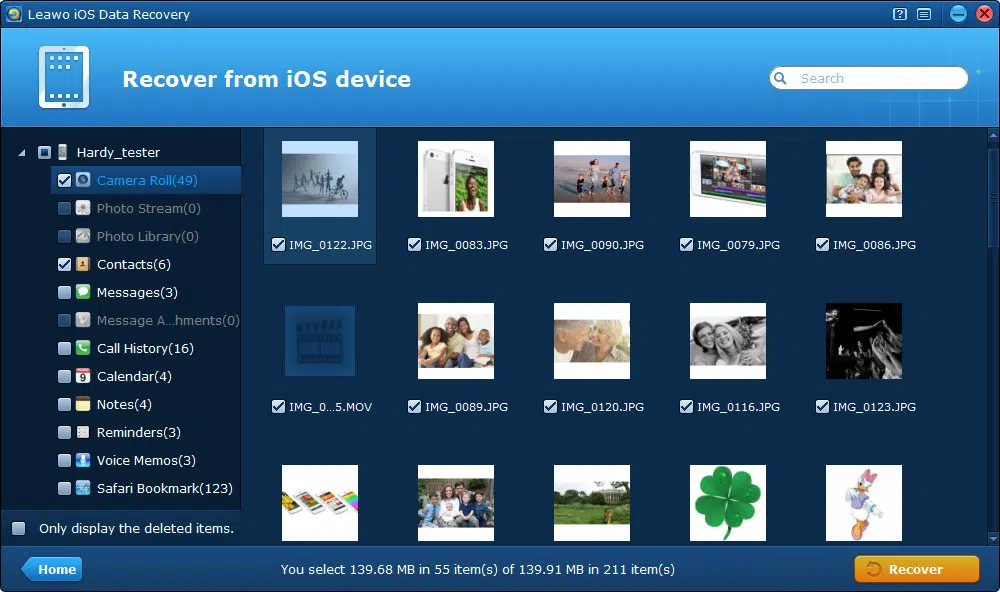 Leawo iOS Data Recovery
Recover from iOS device
Search
Hardy_tester
Camera Roll(49)
Photo Stream(0)
Photo Library(0)
Contacts(6)
Messages(3)
Message A...hments(0)
Call History(16)
9
Calendar(4)
Notes(4)
Reminders(3)
Voice Memos(3)
Safari Bookmark(123)
Only display the deleted items.
IMG_0122.JPG
IMG_0083.JPG
IMG_0090.JPG
IMG_0079.JPG
IMG_0086.JPG
IMG_0...5.MOV
IMG_0089.JPG
IMG_0120.JPG
IMG_0116.JPG
IMG_0123.JPG
Home
You select 139.68 MB in 55 item(s) of 139.91 MB in 211 item(s)
Recover